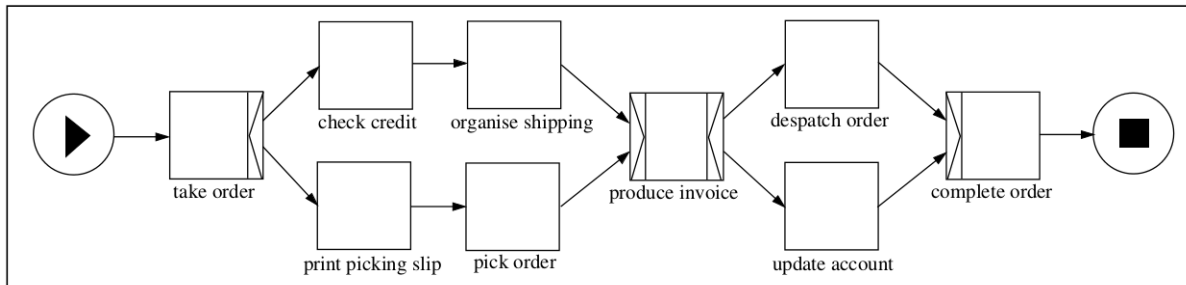 check credit
organise shipping
despatch order
take order
produce invoice
complete order
print picking slip
pick order
update account